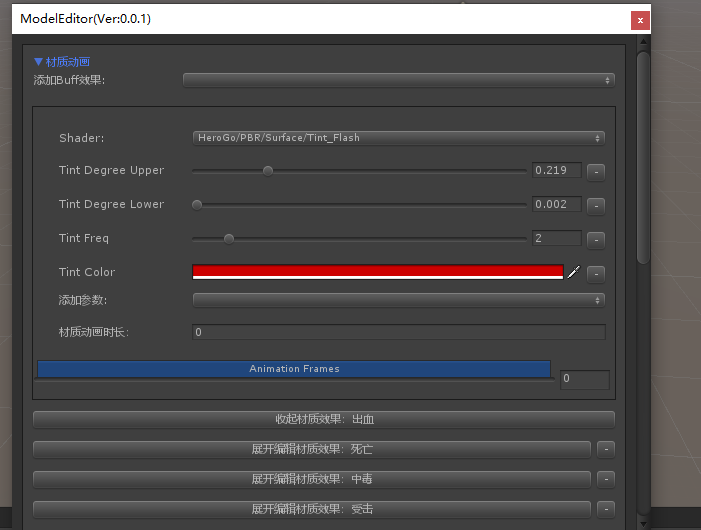 ModelEditor(Ver:0.0.1)
x
▼材质动画
添加Buff效果:
Shader: HeroGo/PBR/Surface/Tint_Flash
Tint Degree Upper 0.219 -
Tint Degree Lower 0.002 -
Tint Freq 2 -
Tint Color -
添加参数:
材质动画时长: 0
Animation Frames
0
收起材质效果: 出血
展开编辑材质效果: 死亡 -
展开编辑材质效果: 中毒 -
展开编辑材质效果: 受击 -